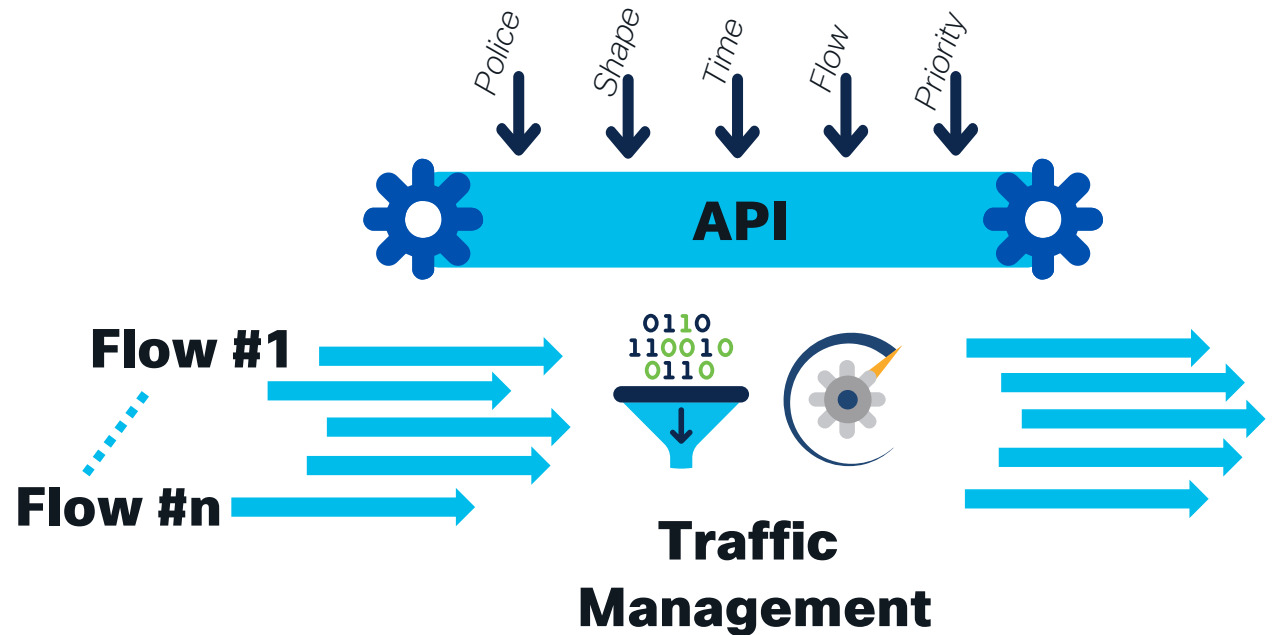 Police
Shape
Time
Flow
Priority
API
Flow #1
0110
110010
0110
Flow #n
Traffic
Management